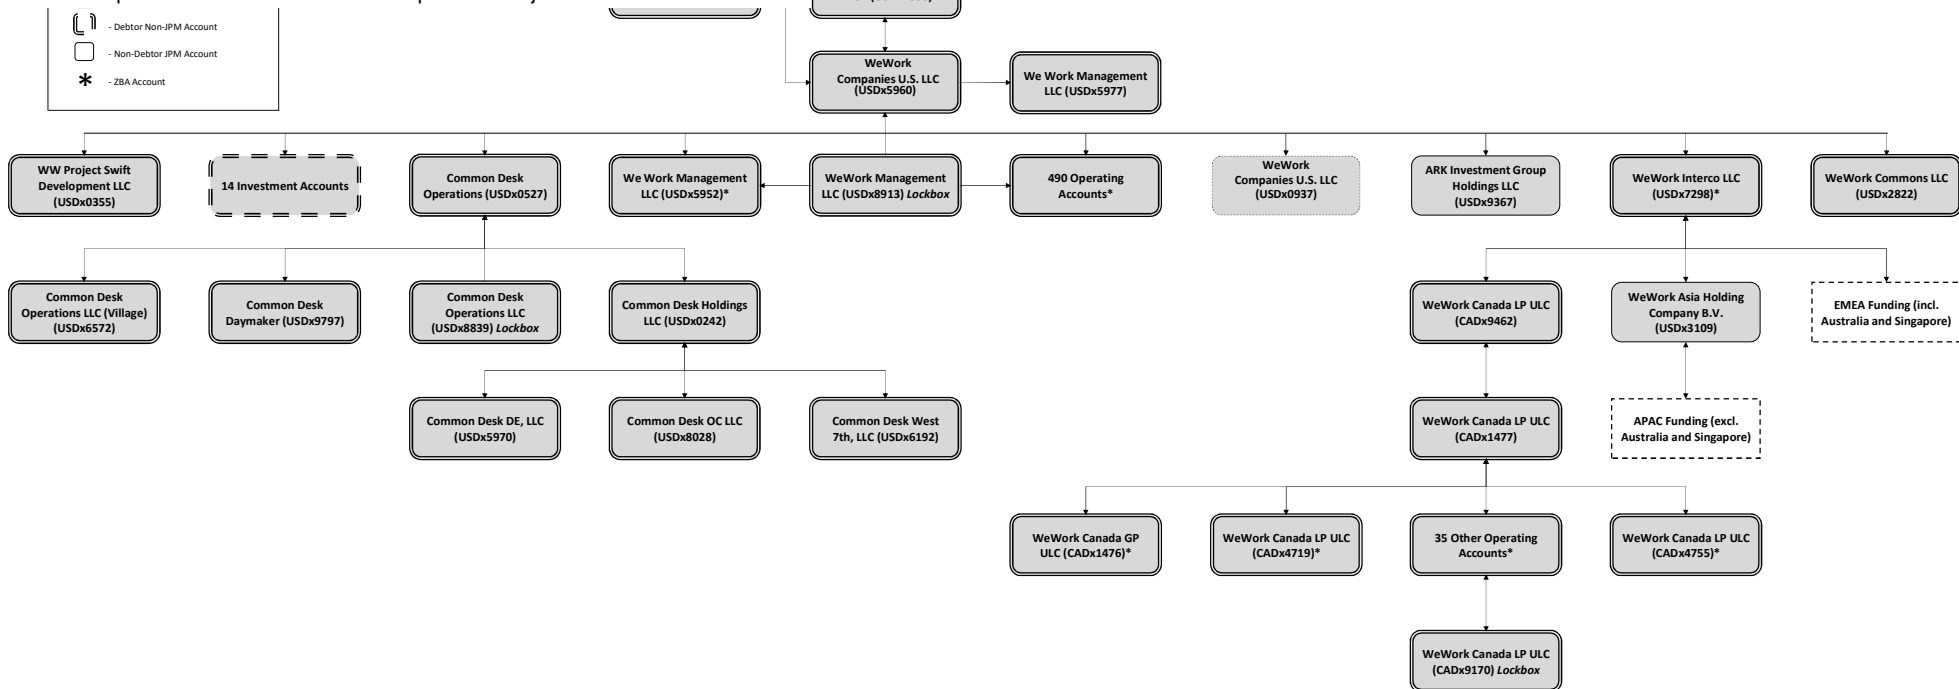 - Debtor Non-JPM Account
- Non-Debtor JPM Account
* - ZBA Account
WeWork
Companies U.S. LLC
(USDx5960)
We Work Management
LLC (USDx5977)
WW Project Swift
Development LLC
(USDx0355)
14 Investment Accounts
Common Desk
Operations (USDx0527)
We Work Management
LLC (USDx5952)*
WeWork Management
LLC (USDx8913) Lockbox
490 Operating
Accounts*
WeWork
Companies U.S. LLC
(USDx0937)
ARK Investment Group
Holdings LLC
(USDx9367)
WeWork Interco LLC
(USDx7298)*
WeWork Commons LLC
(USDx2822)
Common Desk
Operations LLC (Village)
(USDx6572)
Common Desk
Daymaker (USDx9797)
Common Desk
Operations LLC
(USDx8839) Lockbox
Common Desk Holdings
LLC (USDx0242)
WeWork Canada LP ULC
(CADx9462)
WeWork Asia Holding
Company B.V.
(USDx3109)
EMEA Funding (incl.
Australia and Singapore)
Common Desk DE, LLC
(USDx5970)
Common Desk OC LLC
(USDx8028)
Common Desk West
7th, LLC (USDx6192)
WeWork Canada LP ULC
(CADx1477)
APAC Funding (excl.
Australia and Singapore)
WeWork Canada GP
ULC (CADx1476)*
WeWork Canada LP ULC
(CADx4719)*
35 Other Operating
Accounts*
WeWork Canada LP ULC
(CADx4755)*
WeWork Canada LP ULC
(CADx9170) Lockbox